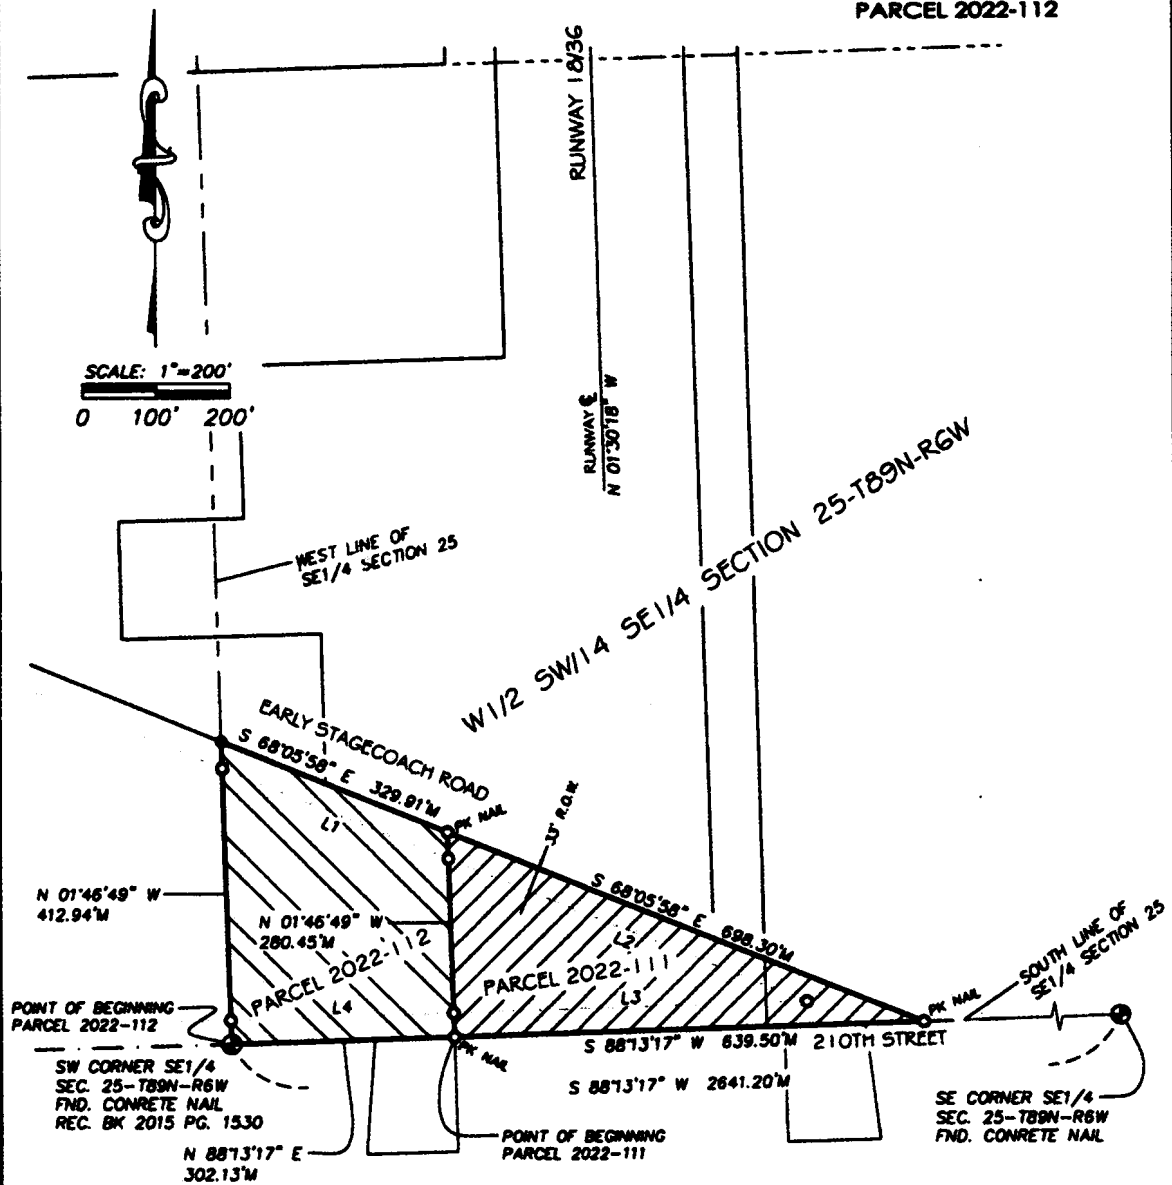 PARCEL 2022-112
RUNWAY 18/36
SCALE: 1"=200'
0 100' 200'
RUNWAY ℄
N 01°30'18" W
WEST LINE OF
SE1/4 SECTION 25
W1/2 SW/14 SE1/4 SECTION 25-T89N-R6W
EARLY STAGECOACH ROAD
S 68°05'58" E 329.91'M
PK NAIL
L1
33' R.O.W.
S 68°05'58" E 698.30'M
N 01°46'49" W
412.94'M
N 01°46'49" W
280.45'M
PARCEL 2022-112
L4
L2
PARCEL 2022-111
L3
SOUTH LINE OF
SE1/4 SECTION 25
PK NAIL
POINT OF BEGINNING
PARCEL 2022-112
PK NAIL
S 88°13'17" W 639.50'M 210TH STREET
S 88°13'17" W 2641.20'M
SW CORNER SE1/4
SEC. 25-T89N-R6W
FND. CONRETE NAIL
REC. BK 2015 PG. 1530
SE CORNER SE1/4
SEC. 25-T89N-R6W
FND. CONRETE NAIL
POINT OF BEGINNING
PARCEL 2022-111
N 88°13'17" E
302.13'M